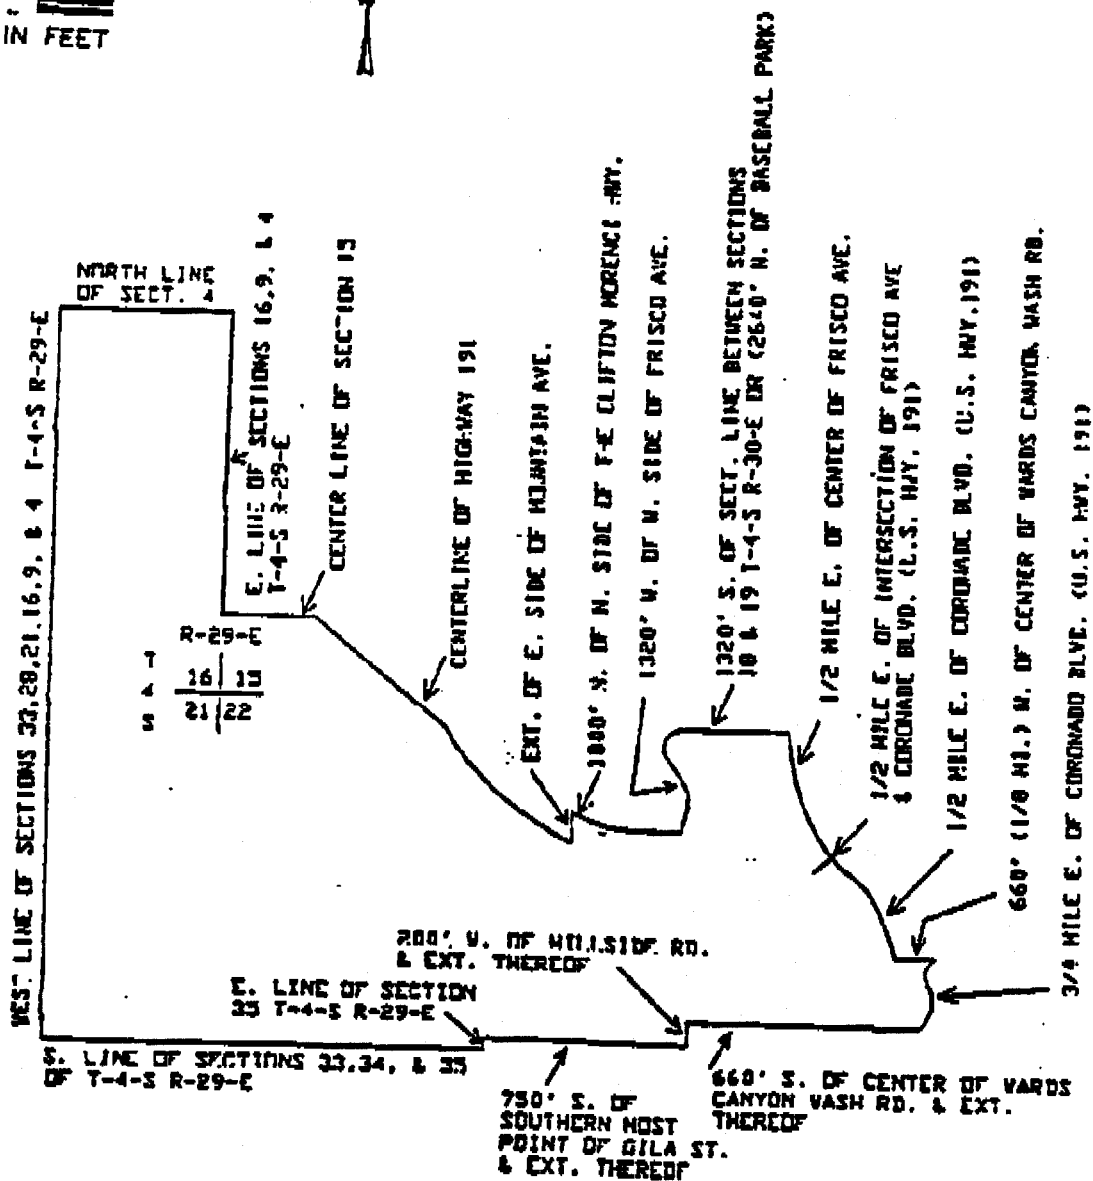 IN FEET
NORTH LINE
OF SECT. 4
WEST LINE OF SECTIONS 33,28,21,16,9, & 4 T-4-S R-29-E
E. LINE OF SECTIONS 16,9, & 4
T-4-S R-29-E
CENTER LINE OF SECTION 15
R-29-E
T
4
S
16 15
21 22
CENTERLINE OF HIGHWAY 191
EXT. OF E. SIDE OF MOUNTAIN AVE.
1000' N. OF N. SIDE OF THE CLIFTON MORENCI HWY.
1320' W. OF W. SIDE OF FRISCO AVE.
1320' S. OF SECT. LINE BETWEEN SECTIONS
18 & 19 T-4-S R-30-E OR (2640' N. OF BASEBALL PARK)
1/2 MILE E. OF CENTER OF FRISCO AVE.
1/2 MILE E. OF INTERSECTION OF FRISCO AVE
& CORONADE BLVD. (L.S. HWY. 191)
1/2 MILE E. OF CORONADE BLVD. (U.S. HWY.191)
660' (1/8 MI.) N. OF CENTER OF WARDS CANYON WASH RD.
3/4 MILE E. OF CORONADO BLVD. (U.S. HWY. 191)
200'. W. OF HILLSIDE RD.
& EXT. THEREOF
E. LINE OF SECTION
35 T-4-S R-29-E
S. LINE OF SECTIONS 33,34, & 35
OF T-4-S R-29-E
750' S. OF
SOUTHERN MOST
POINT OF GILA ST.
& EXT. THEREOF
660' S. OF CENTER OF WARDS
CANYON WASH RD. & EXT.
THEREOF